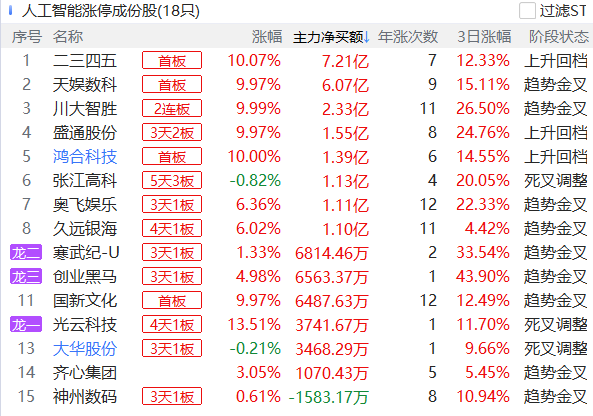 人工智能涨停成份股(18只) 过滤ST
序号 名称 涨幅 主力净买额↓ 年涨次数 3日涨幅 阶段状态
1 二三四五 首板 10.07% 7.21亿 7 12.33% 上升回档
2 天娱数科 首板 9.97% 6.07亿 9 15.11% 趋势金叉
3 川大智胜 2连板 9.99% 2.33亿 11 26.50% 趋势金叉
4 盛通股份 3天2板 9.97% 1.55亿 8 24.76% 趋势金叉
5 鸿合科技 首板 10.00% 1.39亿 6 14.55% 上升回档
6 张江高科 5天3板 -0.82% 1.13亿 4 20.05% 死叉调整
7 奥飞娱乐 3天1板 6.36% 1.11亿 12 22.33% 趋势金叉
8 久远银海 4天1板 6.02% 1.10亿 11 4.42% 趋势金叉
龙二 寒武纪-U 3天1板 1.33% 6814.46万 2 33.54% 趋势金叉
龙三 创业黑马 3天1板 4.98% 6563.37万 1 43.90% 趋势金叉
11 国新文化 首板 9.97% 6487.63万 12 12.49% 趋势金叉
龙一 光云科技 4天1板 13.51% 3741.67万 1 11.70% 死叉调整
13 大华股份 3天1板 -0.21% 3468.29万 1 9.66% 死叉调整
14 齐心集团 3.05% 1070.43万 5 5.45% 趋势金叉
15 神州数码 3天1板 0.61% -1583.17万 8 10.94% 趋势金叉